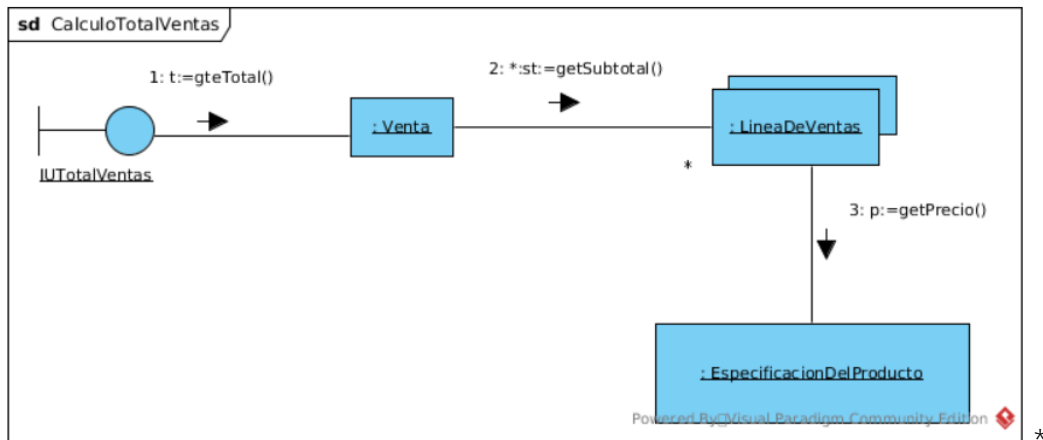 sd CalculoTotalVentas
1: t:=gteTotal()
2: *:st:=getSubtotal()
: Venta
: LineaDeVentas
*
IUTotalVentas
3: p:=getPrecio()
: EspecificacionDelProducto
Powered By□Visual Paradigm Community Edition
*